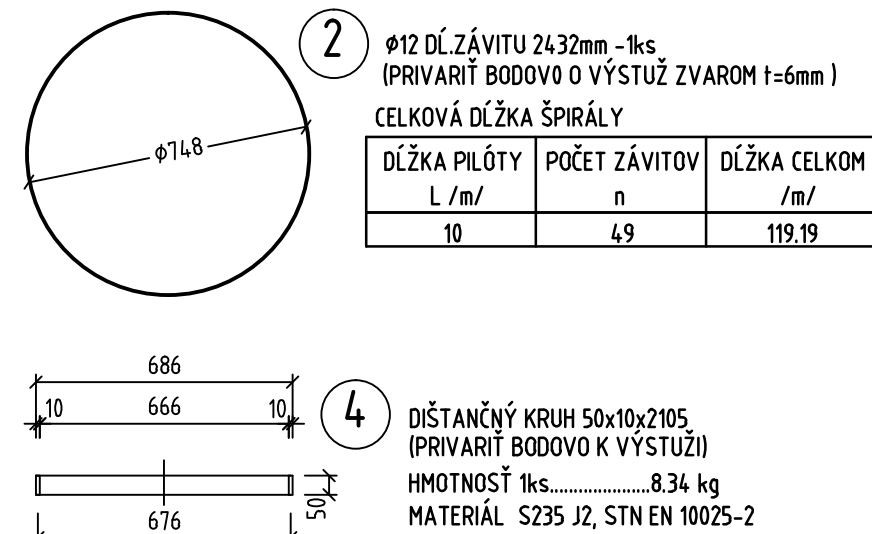 2
Φ12 DĹ.ZÁVITU 2432mm -1ks
(PRIVARIŤ BODOVO O VÝSTUŽ ZVAROM t=6mm )
Φ748
CELKOVÁ DĹŽKA ŠPIRÁLY
DĹŽKA PILÓTY POČET ZÁVITOV DĹŽKA CELKOM
L /m/ n /m/
10 49 119.19
686
10 666 10
4
DIŠTANČNÝ KRUH 50x10x2105
(PRIVARIŤ BODOVO K VÝSTUŽI)
HMOTNOSŤ 1ks.....................8.34 kg
MATERIÁL S235 J2, STN EN 10025-2
50
676